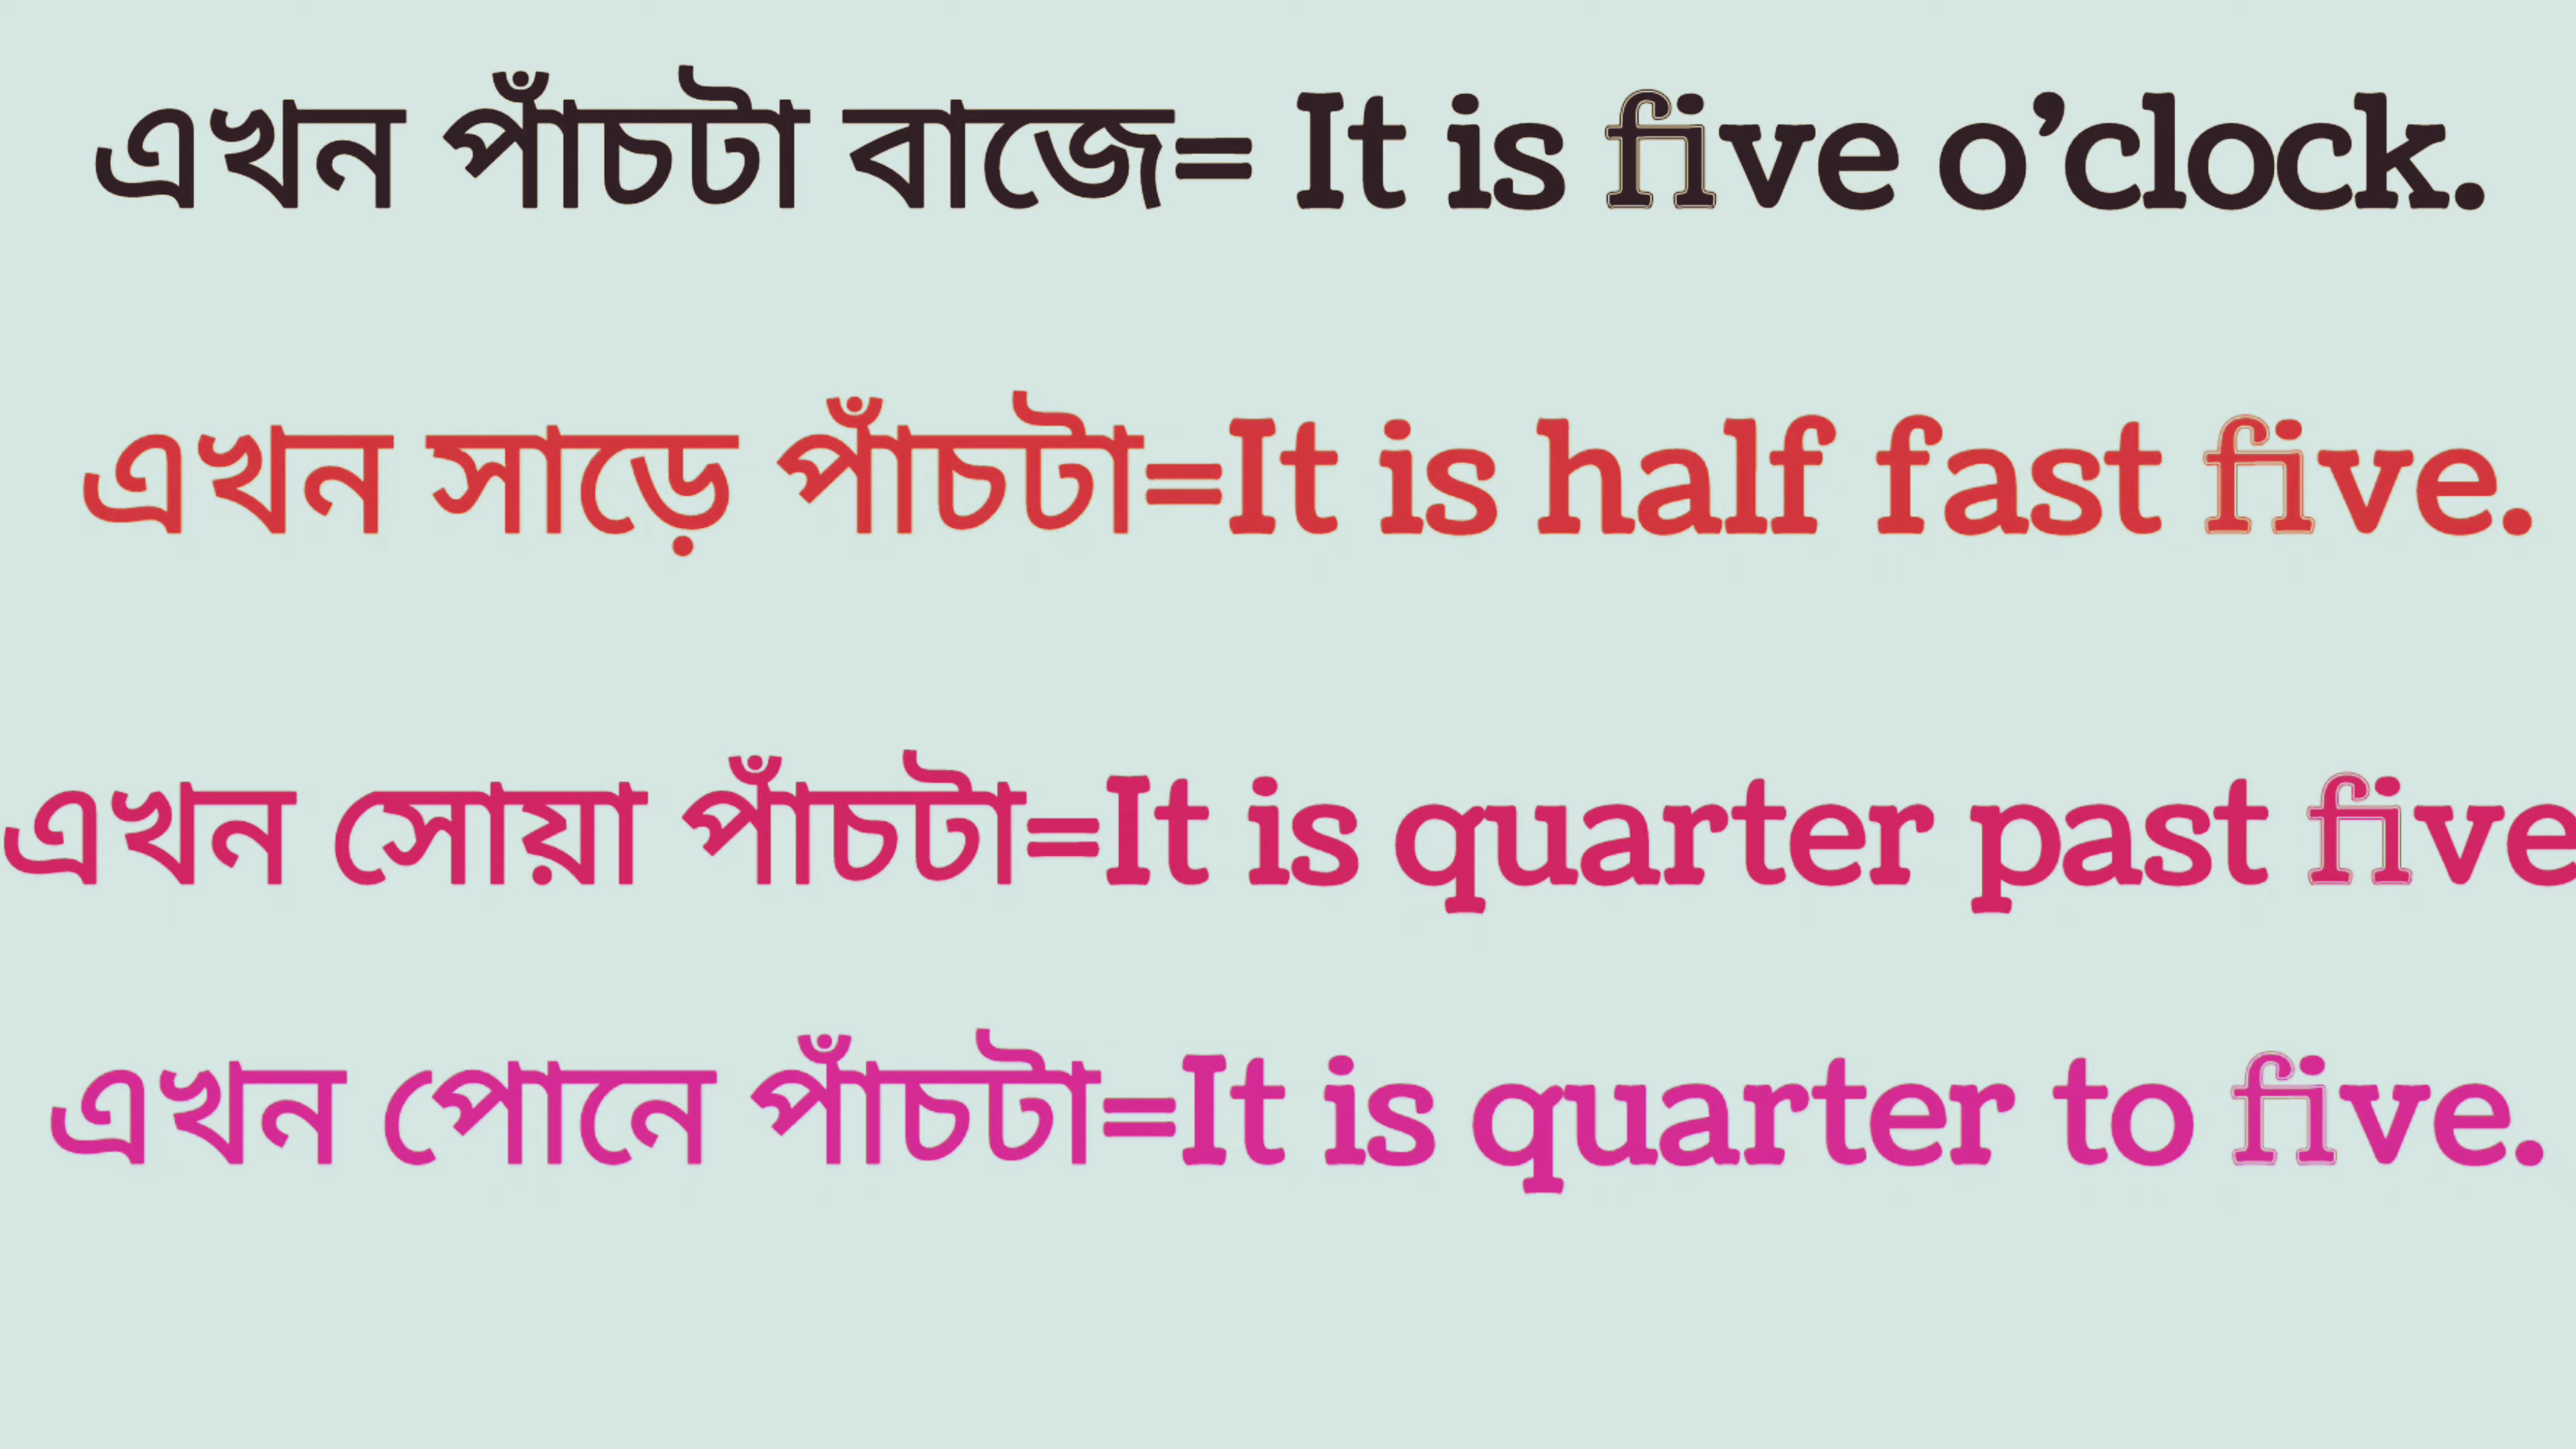 এখন পাঁচটা বাজে= It is five o’clock.
এখন সাড়ে পাঁচটা=It is half fast five.
এখন সোয়া পাঁচটা=It is quarter past five
এখন পোনে পাঁচটা=It is quarter to five.